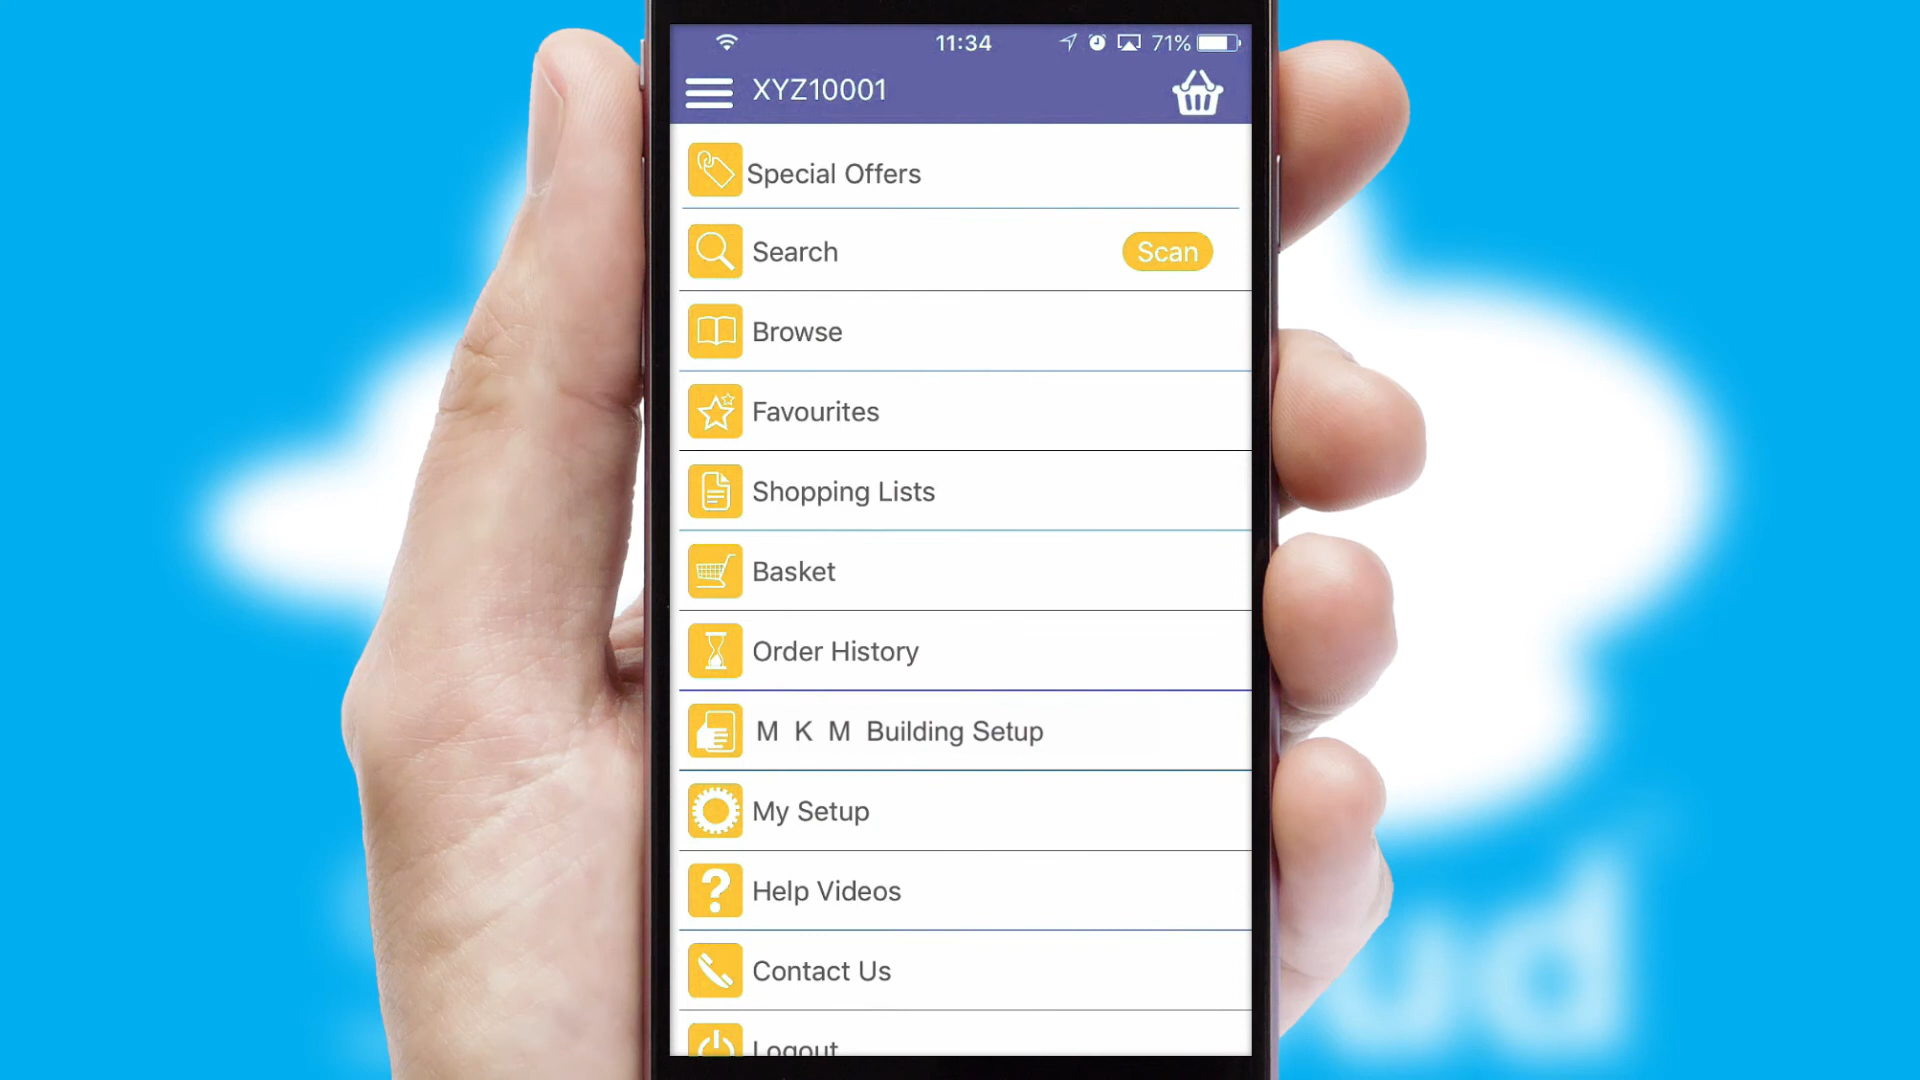 11:34
71%
XYZ10001
Special Offers
Search
Scan
Browse
Favourites
Shopping Lists
Basket
Order History
M K M Building Setup
My Setup
Help Videos
Contact Us
Logout
ud